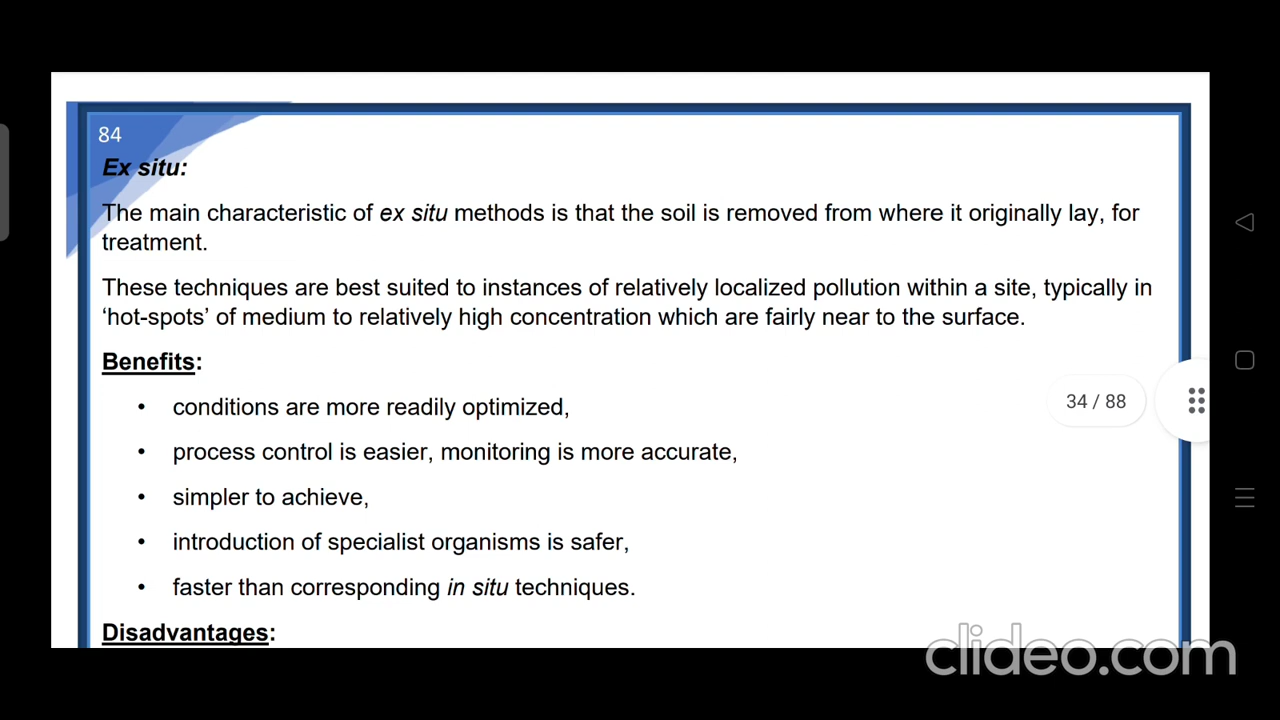 84
Ex situ:
The main characteristic of ex situ methods is that the soil is removed from where it originally lay, for
treatment.
These techniques are best suited to instances of relatively localized pollution within a site, typically in
‘hot-spots’ of medium to relatively high concentration which are fairly near to the surface.
Benefits:
• conditions are more readily optimized,
34 / 88
• process control is easier, monitoring is more accurate,
• simpler to achieve,
• introduction of specialist organisms is safer,
• faster than corresponding in situ techniques.
Disadvantages:
clideo.com